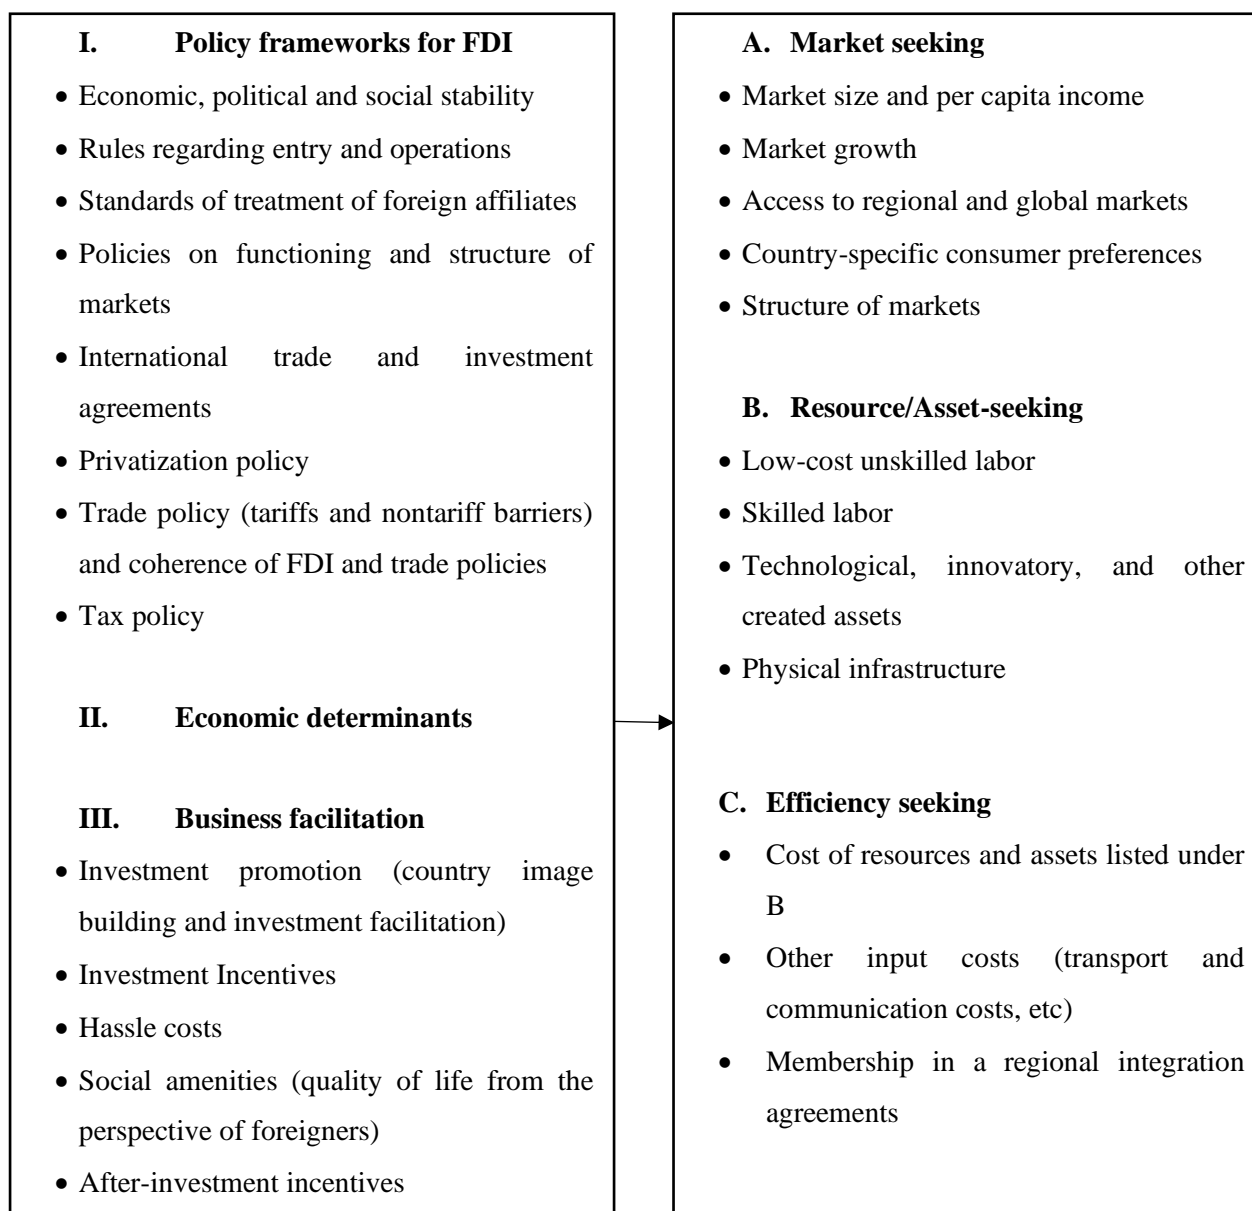 I. Policy frameworks for FDI
• Economic, political and social stability
• Rules regarding entry and operations
• Standards of treatment of foreign affiliates
• Policies on functioning and structure of
markets
• International trade and investment
agreements
• Privatization policy
• Trade policy (tariffs and nontariff barriers)
and coherence of FDI and trade policies
• Tax policy
II. Economic determinants
III. Business facilitation
• Investment promotion (country image
building and investment facilitation)
• Investment Incentives
• Hassle costs
• Social amenities (quality of life from the
perspective of foreigners)
• After-investment incentives
A. Market seeking
• Market size and per capita income
• Market growth
• Access to regional and global markets
• Country-specific consumer preferences
• Structure of markets
B. Resource/Asset-seeking
• Low-cost unskilled labor
• Skilled labor
• Technological, innovatory, and other
created assets
• Physical infrastructure
C. Efficiency seeking
• Cost of resources and assets listed under
B
• Other input costs (transport and
communication costs, etc)
• Membership in a regional integration
agreements